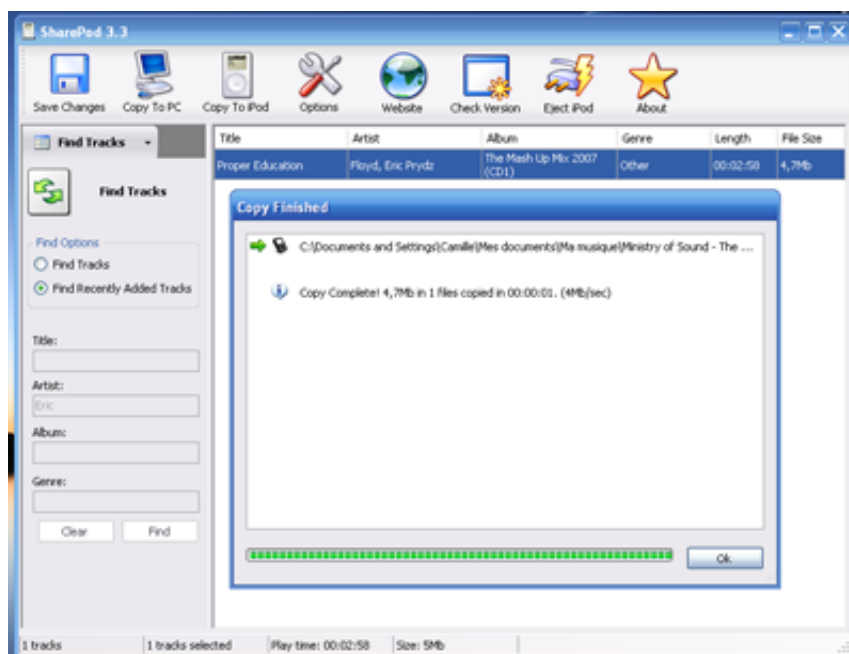 SharePod 3.3
Save Changes Copy To PC Copy To iPod Options Website Check Version Eject iPod About
Find Tracks
Title Artist Album Genre Length File Size
Proper Education Floyd, Eric Prydz The Mash Up Mix 2007 (CD1) Other 00:02:58 4,7Mb
Find Tracks
Copy Finished
C:\Documents and Settings\Camille\Mes documents\Ma musique\Ministry of Sound - The ...
Find Options
Find Tracks
Find Recently Added Tracks
Copy Complete! 4,7Mb in 1 files copied in 00:00:01. (4Mb/sec)
Title:
Artist:
Eric
Album:
Genre:
Clear Find
Ok
1 tracks 1 tracks selected Play time: 00:02:58 Size: 5Mb